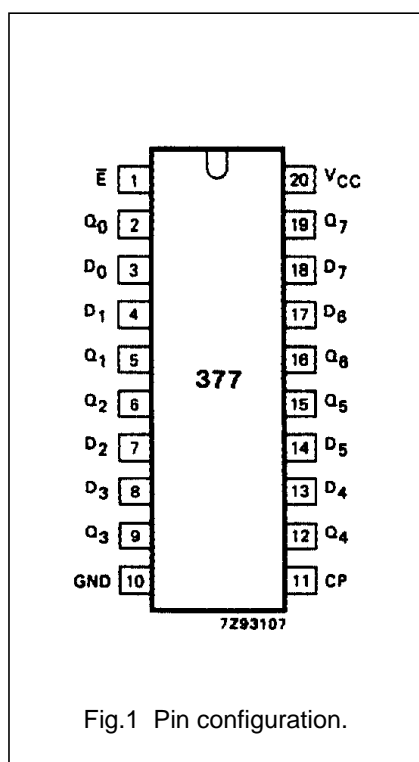 E̅ 1 20 VCC
Q0 2 19 Q7
D0 3 18 D7
D1 4 17 D6
Q1 5 16 Q6
377
Q2 6 15 Q5
D2 7 14 D5
D3 8 13 D4
Q3 9 12 Q4
GND 10 11 CP
7Z93107
Fig.1 Pin configuration.